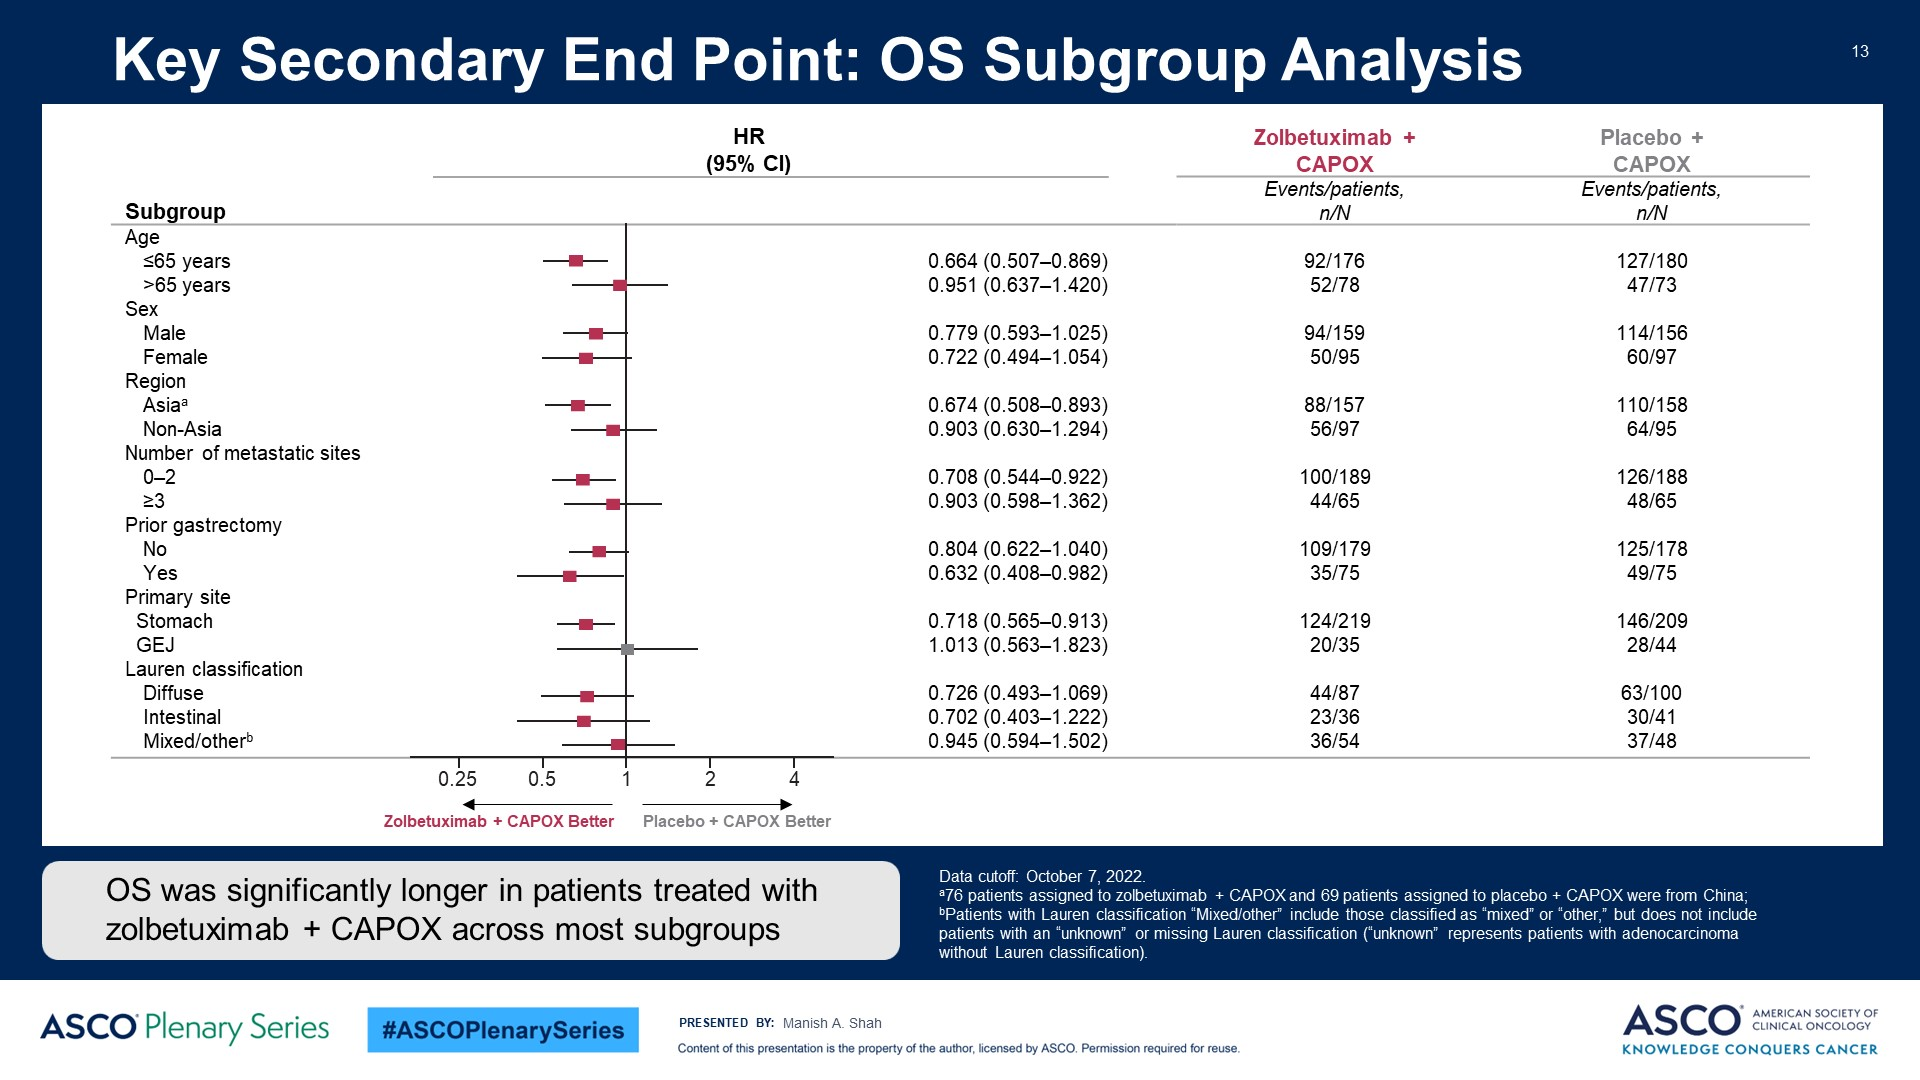 Key Secondary End Point: OS Subgroup Analysis
13
HR
(95% CI)
Zolbetuximab +
CAPOX
Placebo +
CAPOX
Subgroup
Events/patients,
n/N
Events/patients,
n/N
Age
≤65 years 0.664 (0.507–0.869) 92/176 127/180
>65 years 0.951 (0.637–1.420) 52/78 47/73
Sex
Male 0.779 (0.593–1.025) 94/159 114/156
Female 0.722 (0.494–1.054) 50/95 60/97
Region
Asiaᵃ 0.674 (0.508–0.893) 88/157 110/158
Non-Asia 0.903 (0.630–1.294) 56/97 64/95
Number of metastatic sites
0–2 0.708 (0.544–0.922) 100/189 126/188
≥3 0.903 (0.598–1.362) 44/65 48/65
Prior gastrectomy
No 0.804 (0.622–1.040) 109/179 125/178
Yes 0.632 (0.408–0.982) 35/75 49/75
Primary site
Stomach 0.718 (0.565–0.913) 124/219 146/209
GEJ 1.013 (0.563–1.823) 20/35 28/44
Lauren classification
Diffuse 0.726 (0.493–1.069) 44/87 63/100
Intestinal 0.702 (0.403–1.222) 23/36 30/41
Mixed/otherᵇ 0.945 (0.594–1.502) 36/54 37/48
0.25 0.5 1 2 4
Zolbetuximab + CAPOX Better Placebo + CAPOX Better
OS was significantly longer in patients treated with
zolbetuximab + CAPOX across most subgroups
Data cutoff: October 7, 2022.
ᵃ76 patients assigned to zolbetuximab + CAPOX and 69 patients assigned to placebo + CAPOX were from China;
ᵇPatients with Lauren classification “Mixed/other” include those classified as “mixed” or “other,” but does not include
patients with an “unknown” or missing Lauren classification (“unknown” represents patients with adenocarcinoma
without Lauren classification).
ASCO Plenary Series
#ASCOPlenarySeries
PRESENTED BY: Manish A. Shah
Content of this presentation is the property of the author, licensed by ASCO. Permission required for reuse.
ASCO AMERICAN SOCIETY OF
CLINICAL ONCOLOGY
KNOWLEDGE CONQUERS CANCER